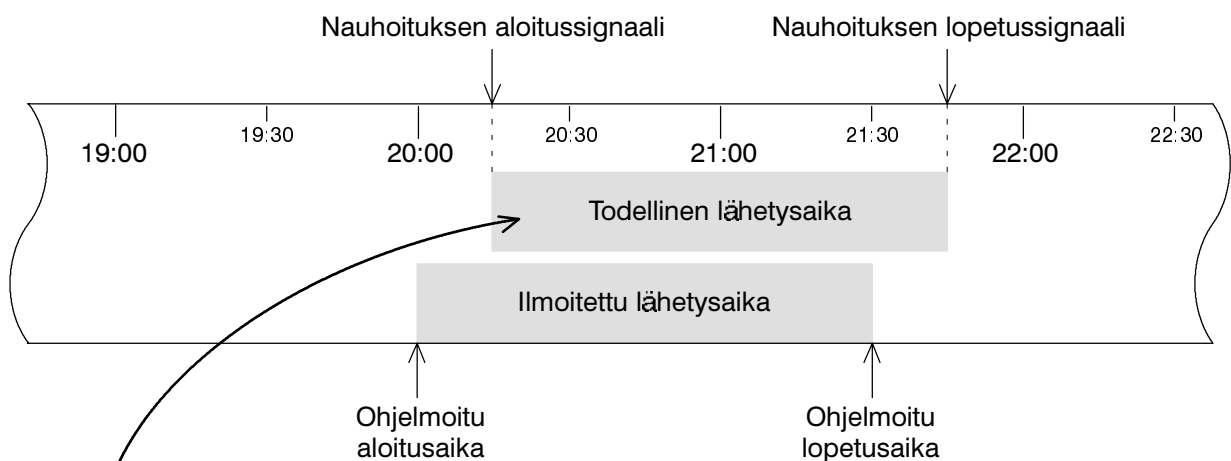 Nauhoituksen aloitussignaali Nauhoituksen lopetussignaali
19:00 19:30 20:00 20:30 21:00 21:30 22:00 22:30
Todellinen lähetysaika
Ilmoitettu lähetysaika
Ohjelmoitu Ohjelmoitu
aloitusaika lopetusaika